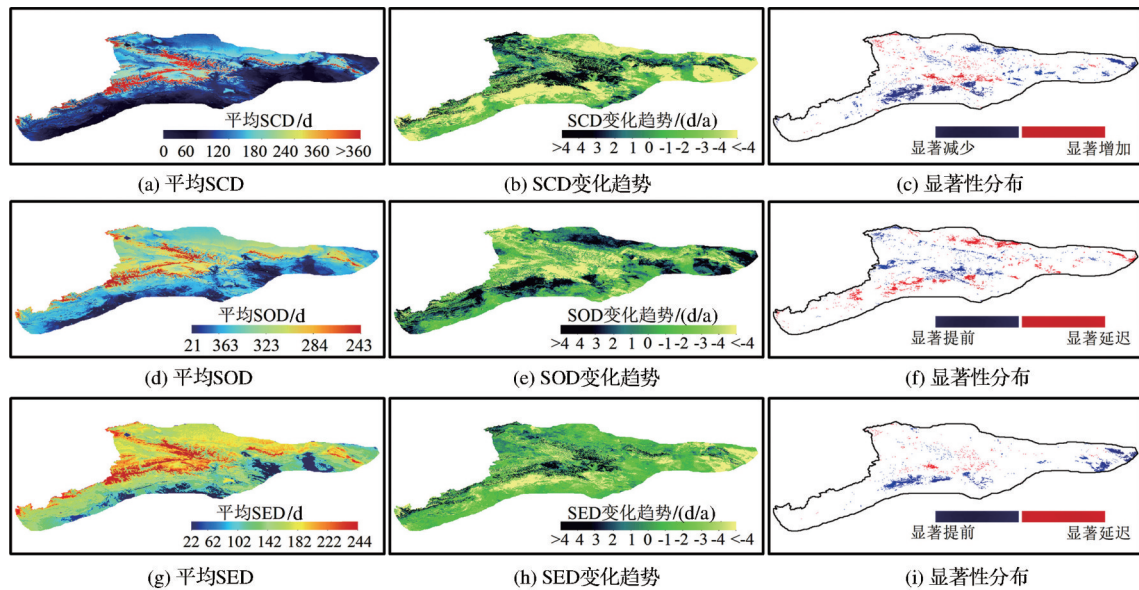 平均SCD/d
0 60 120 180 240 360 >360
(a) 平均SCD
SCD变化趋势/(d/a)
>4 4 3 2 1 0 -1 -2 -3 -4 <-4
(b) SCD变化趋势
显著减少 显著增加
(c) 显著性分布
平均SOD/d
21 363 323 284 243
(d) 平均SOD
SOD变化趋势/(d/a)
>4 4 3 2 1 0 -1 -2 -3 -4 <-4
(e) SOD变化趋势
显著提前 显著延迟
(f) 显著性分布
平均SED/d
22 62 102 142 182 222 244
(g) 平均SED
SED变化趋势/(d/a)
>4 4 3 2 1 0 -1 -2 -3 -4 <-4
(h) SED变化趋势
显著提前 显著延迟
(i) 显著性分布